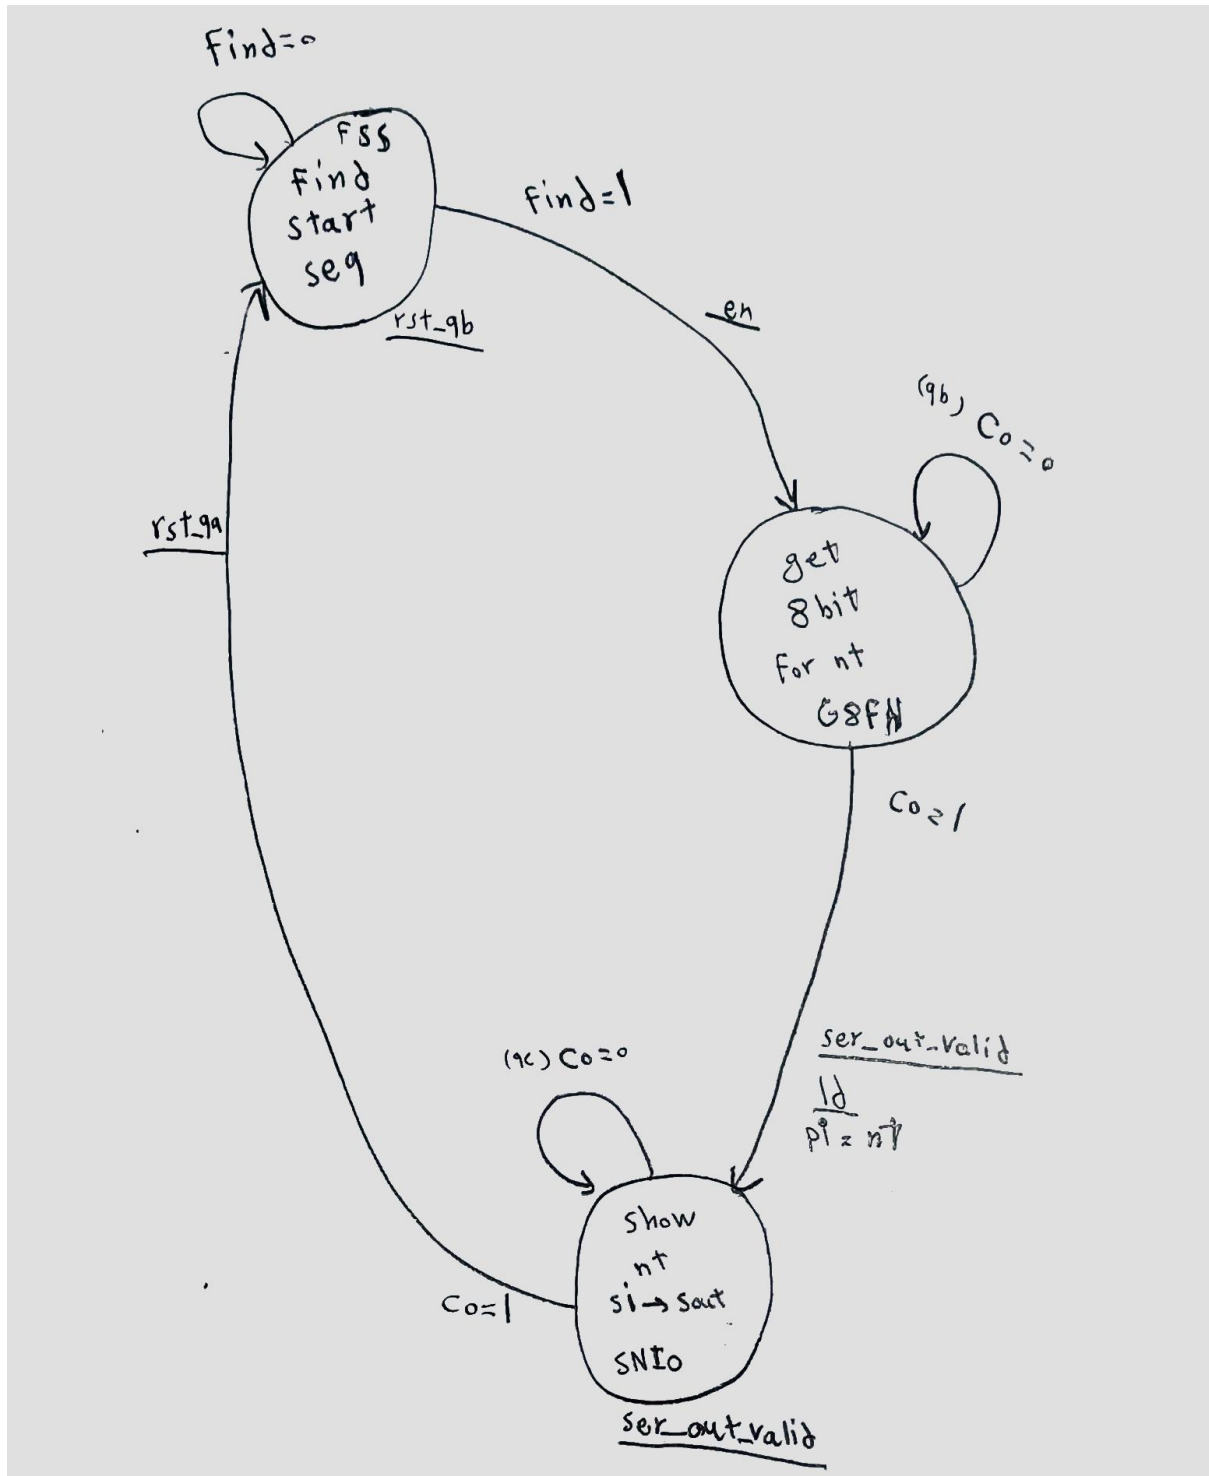 Find=0
FSS
Find
start
seq
rst_qb
Find=1
en
(qb) Co=0
get
8bit
For nt
G8FN
Co=1
rst_qa
ser_out_valid
ld
pi=nt
(qc) Co=0
show
nt
si→sout
SNIO
Co=1
ser_out_valid